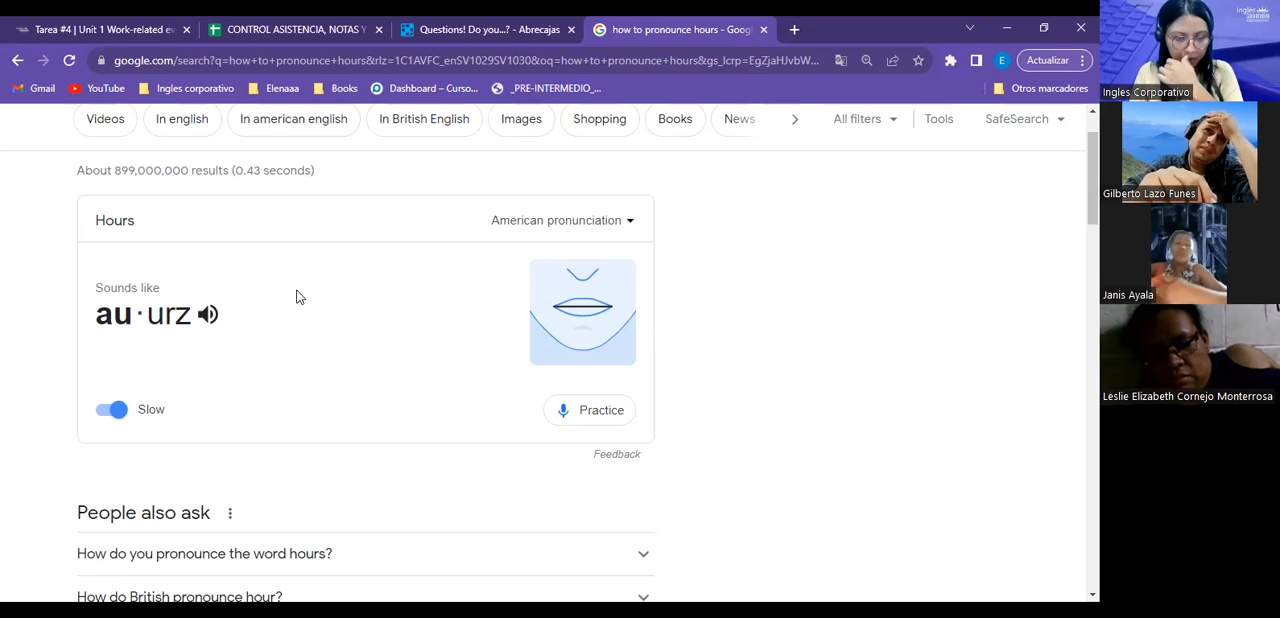 Tarea #4 | Unit 1 Work-related ev
CONTROL ASISTENCIA, NOTAS Y
Questions! Do you...? - Abrecajas
how to pronounce hours - Goog
google.com/search?q=how+to+pronounce+hours&rlz=1C1AVFC_enSV1029SV1030&oq=how+to+pronounce+hours&gs_lcrp=EgZjaHJvbW...
E
Actualizar
Gmail
YouTube
Ingles corporativo
Elenaaa
Books
Dashboard – Curso...
_PRE-INTERMEDIO_...
Otros marcadores
Videos
In english
In american english
In British English
Images
Shopping
Books
News
All filters
Tools
SafeSearch
About 899,000,000 results (0.43 seconds)
Hours
American pronunciation
Sounds like
au · urz
Slow
Practice
Feedback
People also ask
How do you pronounce the word hours?
How do British pronounce hour?
Ingles Corporativo
Gilberto Lazo Funes
Janis Ayala
Leslie Elizabeth Cornejo Monterrosa